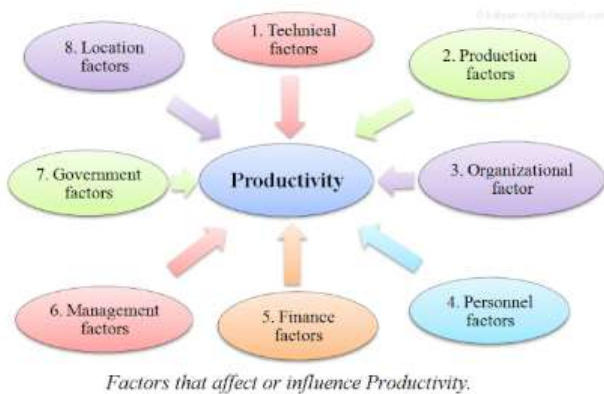 1. Technical
factors
2. Production
factors
3. Organizational
factor
4. Personnel
factors
5. Finance
factors
6. Management
factors
7. Government
factors
8. Location
factors
Productivity
Factors that affect or influence Productivity.